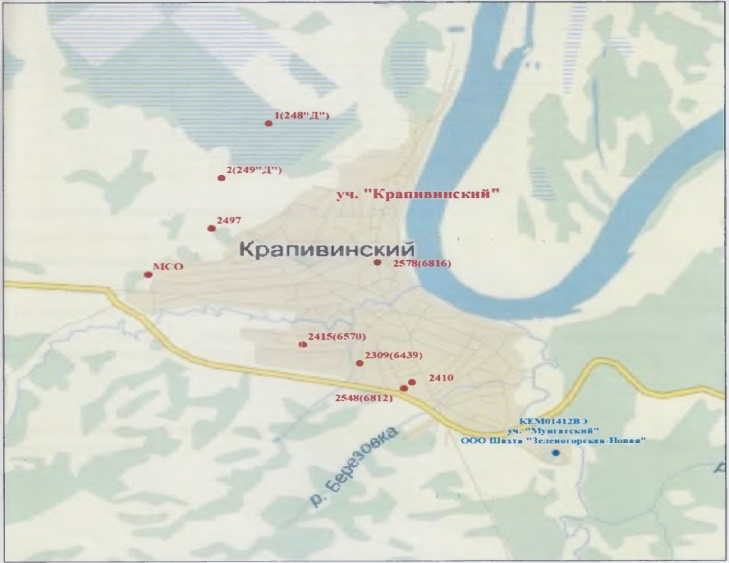 1(248"Д")
2(249"Д")
уч. "Крапивинский"
2497
Крапивинский
МСО
2578(6816)
2415(6570)
2309(6439)
2410
2548(6812)
КЕМ01412ВЭ
уч. "Мунгатский"
ООО Шахта "Зеленогорская-Новая"
р. Березовка